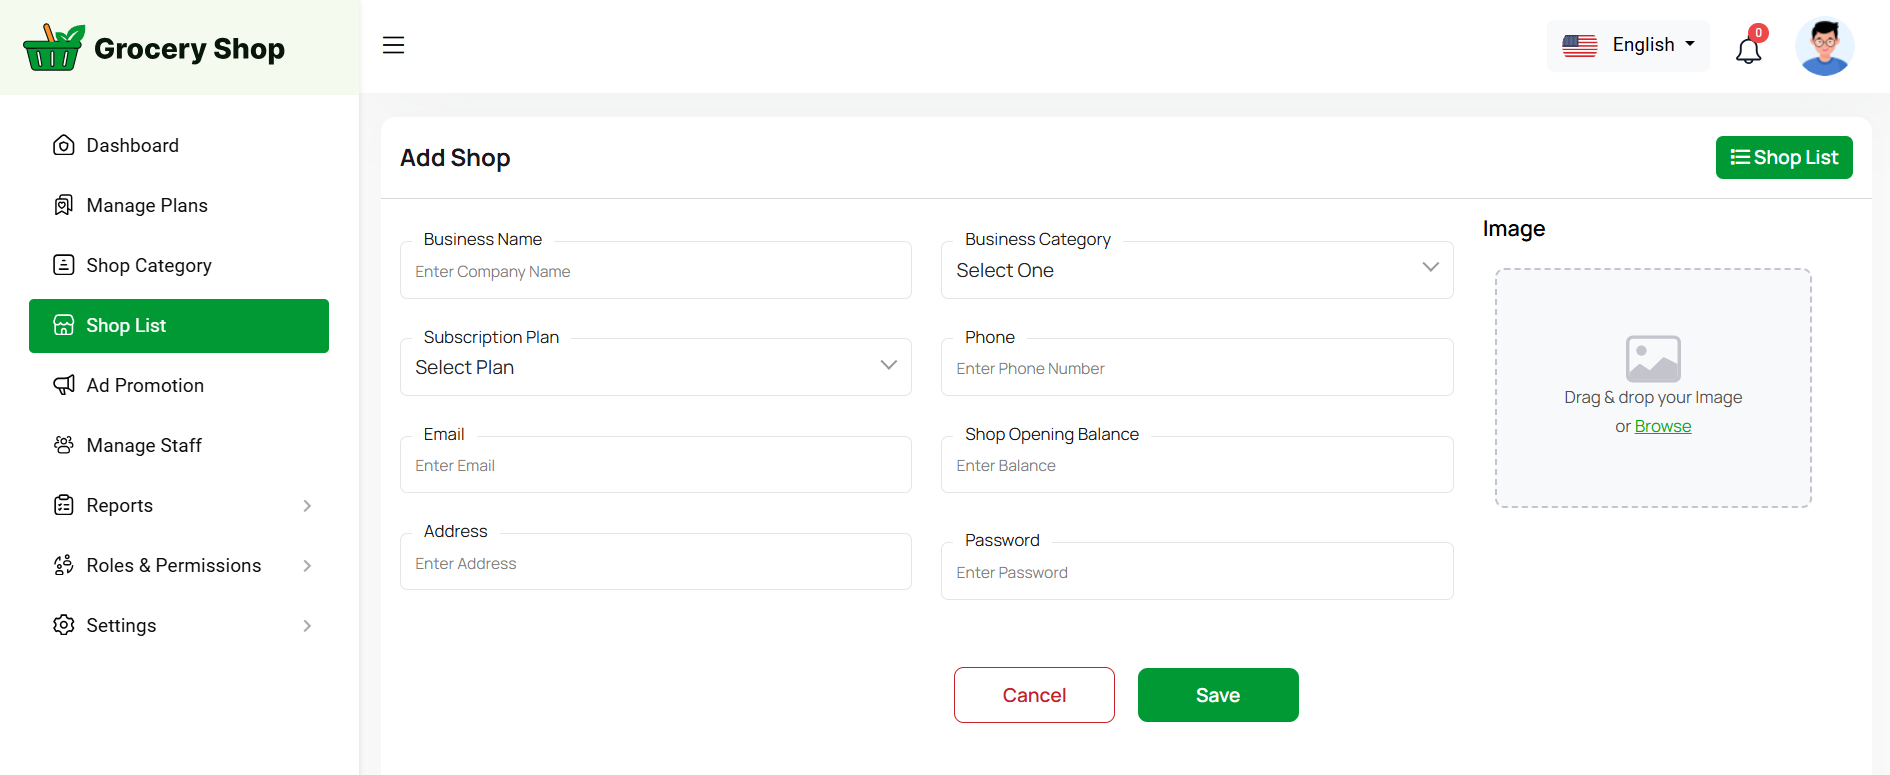 Grocery Shop
English
0
Dashboard
Manage Plans
Shop Category
Shop List
Ad Promotion
Manage Staff
Reports
Roles & Permissions
Settings
Add Shop
Shop List
Business Name
Enter Company Name
Business Category
Select One
Subscription Plan
Select Plan
Phone
Enter Phone Number
Email
Enter Email
Shop Opening Balance
Enter Balance
Address
Enter Address
Password
Enter Password
Image
Drag & drop your Image
or Browse
Cancel
Save